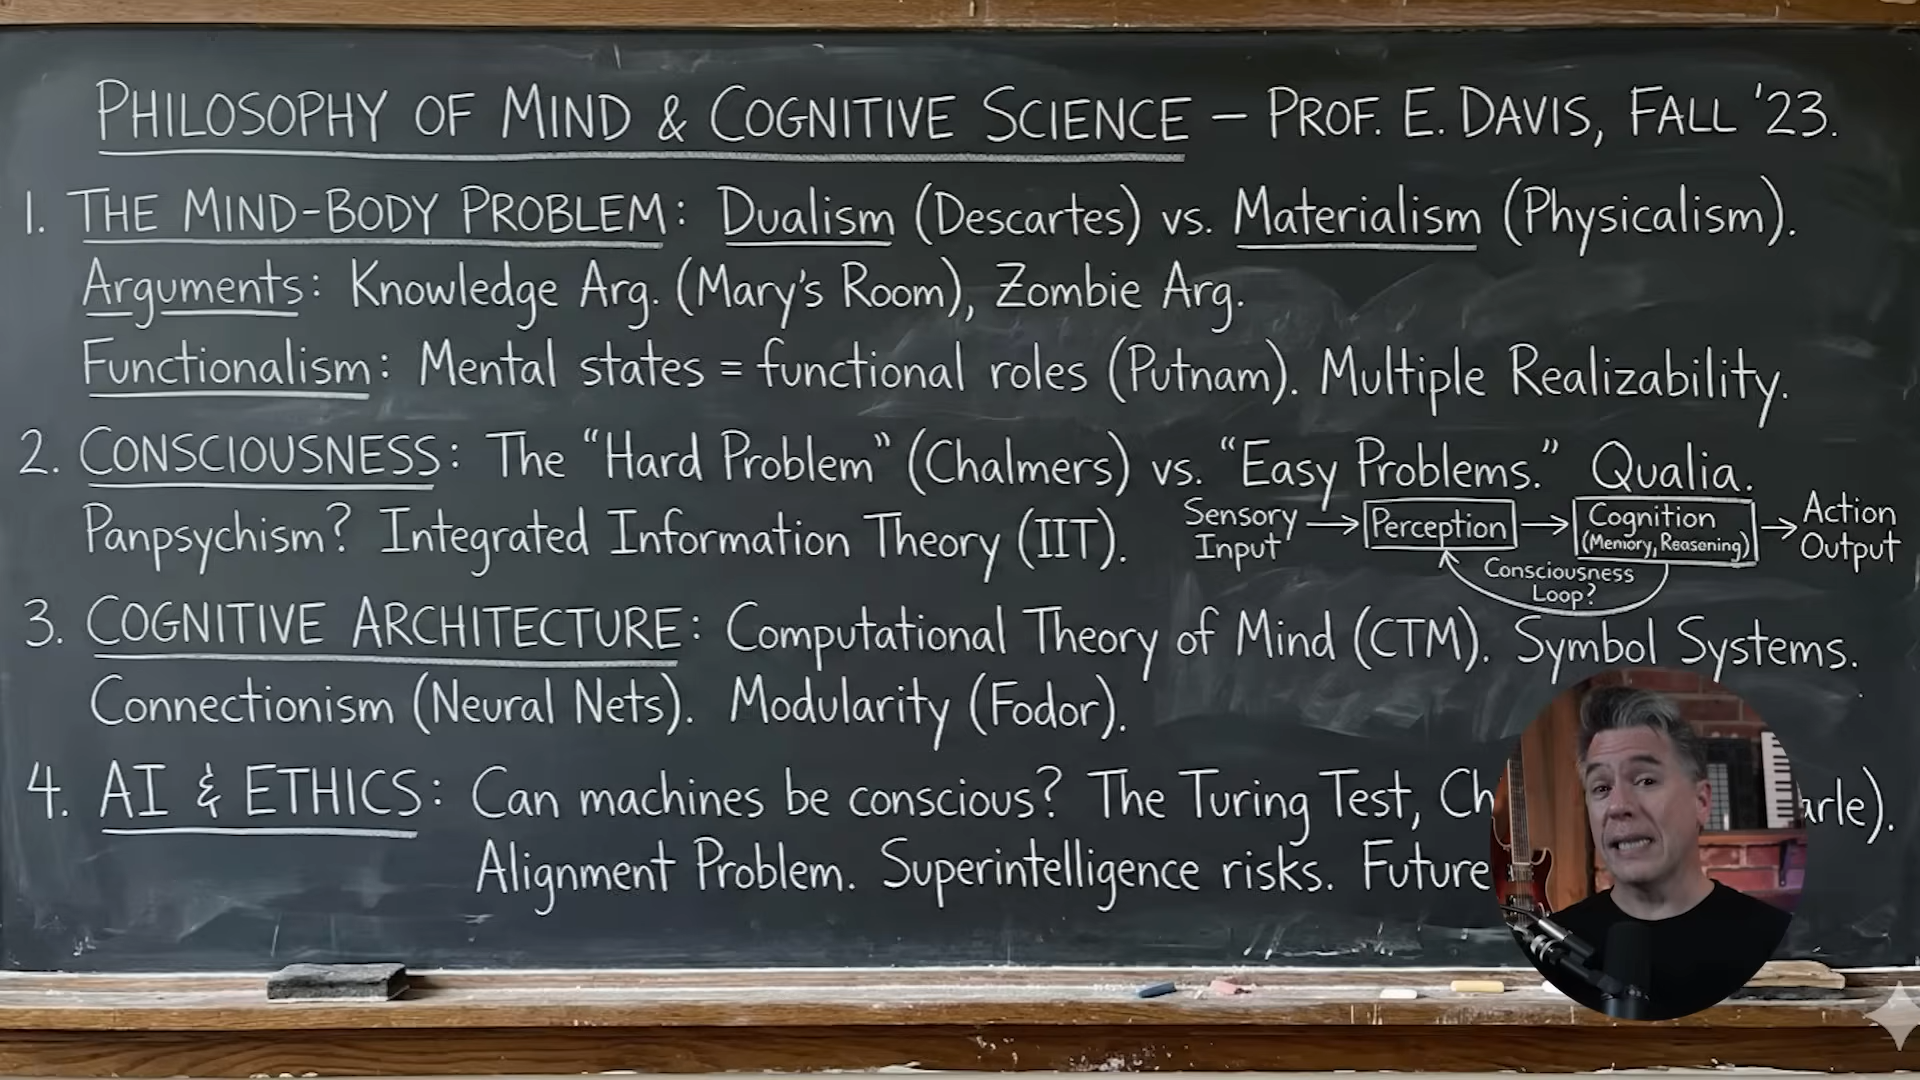 PHILOSOPHY OF MIND & COGNITIVE SCIENCE – PROF. E. DAVIS, FALL '23.
1. THE MIND-BODY PROBLEM: Dualism (Descartes) vs. Materialism (Physicalism).
Arguments: Knowledge Arg. (Mary's Room), Zombie Arg.
Functionalism: Mental states = functional roles (Putnam). Multiple Realizability.
2. CONSCIOUSNESS: The “Hard Problem” (Chalmers) vs. “Easy Problems.” Qualia.
Panpsychism? Integrated Information Theory (IIT).
Sensory Input
Perception
Cognition
(Memory, Reasoning)
Action Output
Consciousness
Loop?
3. COGNITIVE ARCHITECTURE: Computational Theory of Mind (CTM). Symbol Systems.
Connectionism (Neural Nets). Modularity (Fodor).
4. AI & ETHICS: Can machines be conscious? The Turing Test,
Alignment Problem. Superintelligence risks. Future